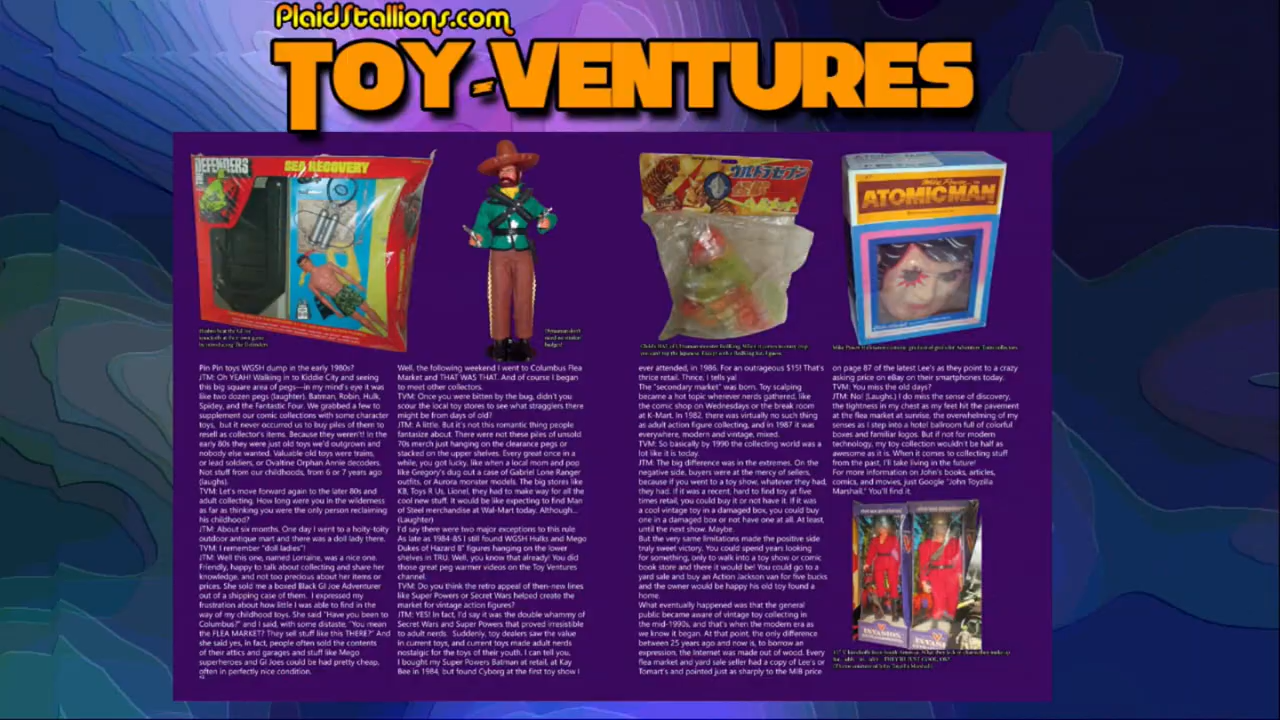 PlaidStallions.com
TOY-VENTURES
DEFENDERS
SEA RECOVERY
ウルトラセブン
怪獣
Mike Power
ATOMIC MAN
Pin Pin toys WGSH dump in the early 1980s?
JTM: Oh YEAH! Walking in to Kiddie City and seeing
this big square area of pegs—in my mind's eye it was
like two dozen pegs (laughter). Batman, Robin, Hulk,
Spidey, and the Fantastic Four. We grabbed a few to
supplement our comic collections with some character
toys, but it never occurred to us to buy piles of them to
resell as collector's items. Because they weren't! In the
early 80s they were just old toys we'd outgrown and
nobody else wanted. Valuable old toys were trains,
or lead soldiers, or Ovaltine Orphan Annie decoders.
Not stuff from our childhoods, from 6 or 7 years ago
(laughs).
TVM: Let's move forward again to the later 80s and
adult collecting. How long were you in the wilderness
as far as thinking you were the only person reclaiming
his childhood?
JTM: About six months. One day I went to a hoity-toity
outdoor antique mart and there was a doll lady there.
TVM: I remember "doll ladies"!
JTM: Well this one, named Lorraine, was a nice one.
Friendly, happy to talk about collecting and share her
knowledge, and not too precious about her items or
prices. She sold me a boxed Black GI Joe Adventurer
out of a shipping case of them. I expressed my
frustration about how little I was able to find in the
way of my childhood toys. She said "Have you been to
Columbus?" and I said, with some distaste, "You mean
the FLEA MARKET? They sell stuff like this THERE?" And
she said yes, in fact, people often sold the contents
of their attics and garages and stuff like Mego
superheroes and GI Joes could be had pretty cheap,
often in perfectly nice condition.
Well, the following weekend I went to Columbus Flea
Market and THAT WAS THAT. And of course I began
to meet other collectors.
TVM: Once you were bitten by the bug, didn't you
scour the local toy stores to see what stragglers there
might be from days of old?
JTM: A little. But it's not this romantic thing people
fantasize about. There were not these piles of unsold
70s merch just hanging on the clearance pegs or
stacked on the upper shelves. Every great once in a
while, you got lucky, like when a local mom and pop
like Gregory's dug out a case of Gabriel Lone Ranger
outfits, or Aurora monster models. The big stores like
KB, Toys R Us, Lionel, they had to make way for all the
cool new stuff. It would be like expecting to find Man
of Steel merchandise at Wal-Mart today. Although...
(Laughter)
I'd say there were two major exceptions to this rule.
As late as 1984-85 I still found WGSH Hulks and Mego
Dukes of Hazard 8" figures hanging on the lower
shelves in TRU. Well, you know that already! You did
those great peg warmer videos on the Toy Ventures
channel.
TVM: Do you think the retro appeal of then-new lines
like Super Powers or Secret Wars helped create the
market for vintage action figures?
JTM: YES! In fact, I'd say it was the double whammy of
Secret Wars and Super Powers that proved irresistible
to adult nerds. Suddenly, toy dealers saw the value
in current toys, and current toys made adult nerds
nostalgic for the toys of their youth. I can tell you,
I bought my Super Powers Batman at retail, at Kay
Bee in 1984, but found Cyborg at the first toy show I
ever attended, in 1986. For an outrageous $15! That's
thrice retail. Thrice, I tells ya!
The "secondary market" was born. Toy scalping
became a hot topic wherever nerds gathered, like
the comic shop on Wednesdays or the break room
at K-Mart. In 1982, there was virtually no such thing
as adult action figure collecting, and in 1987 it was
everywhere, modern and vintage, mixed.
TVM: So basically by 1990 the collecting world was a
lot like it is today.
JTM: The big difference was in the extremes. On the
negative side, buyers were at the mercy of sellers,
because if you went to a toy show, whatever they had,
they had. If it was a recent, hard to find toy at five
times retail, you could buy it or not have it. If it was
a cool vintage toy in a damaged box, you could buy
one in a damaged box or not have one at all. At least,
until the next show. Maybe.
But the very same limitations made the positive side
truly sweet victory. You could spend years looking
for something, only to walk into a toy show or comic
book store and there it would be! You could go to a
yard sale and buy an Action Jackson van for five bucks
and the owner would be happy his old toy found a
home.
What eventually happened was that the general
public became aware of vintage toy collecting in
the mid-1990s, and that's when the modern era as
we know it began. At that point, the only difference
between 25 years ago and now is, to borrow an
expression, the Internet was made out of wood. Every
flea market and yard sale seller had a copy of Lee's or
Tomart's and pointed just as sharply to the MIB price
on page 87 of the latest Lee's as they point to a crazy
asking price on eBay on their smartphones today.
TVM: You miss the old days?
JTM: No! (Laughs.) I do miss the sense of discovery,
the tightness in my chest as my feet hit the pavement
at the flea market at sunrise, the overwhelming of my
senses as I step into a hotel ballroom full of colorful
boxes and familiar logos. But if not for modern
technology, my toy collection wouldn't be half as
awesome as it is. When it comes to collecting stuff
from the past, I'll take living in the future!
For more information on John's books, articles,
comics, and movies, just Google "John Toyzilla
Marshall," You'll find it.